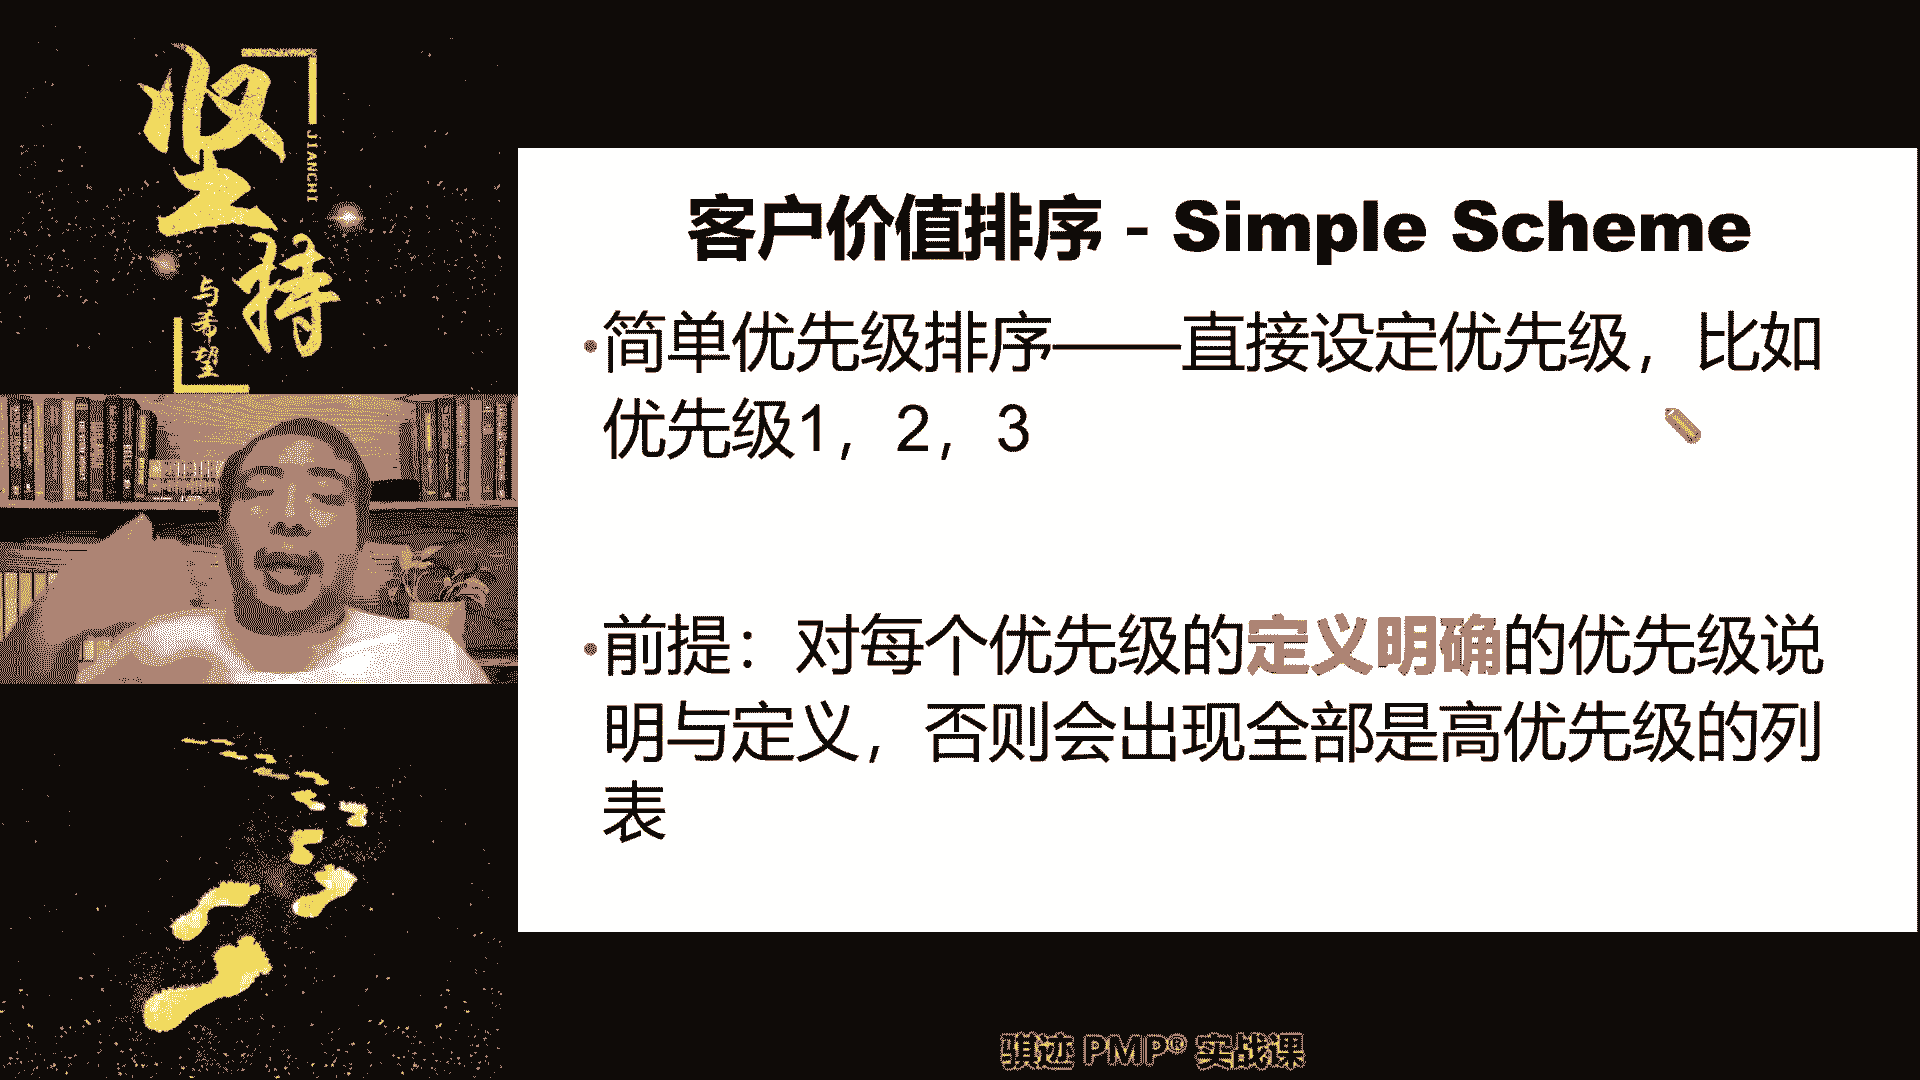 坚持
JIANCHI
与希望
客户价值排序 - Simple Scheme
•简单优先级排序——直接设定优先级，比如
优先级1，2，3
•前提：对每个优先级的定义明确的优先级说
明与定义，否则会出现全部是高优先级的列
表
骐迹 PMP® 实战课